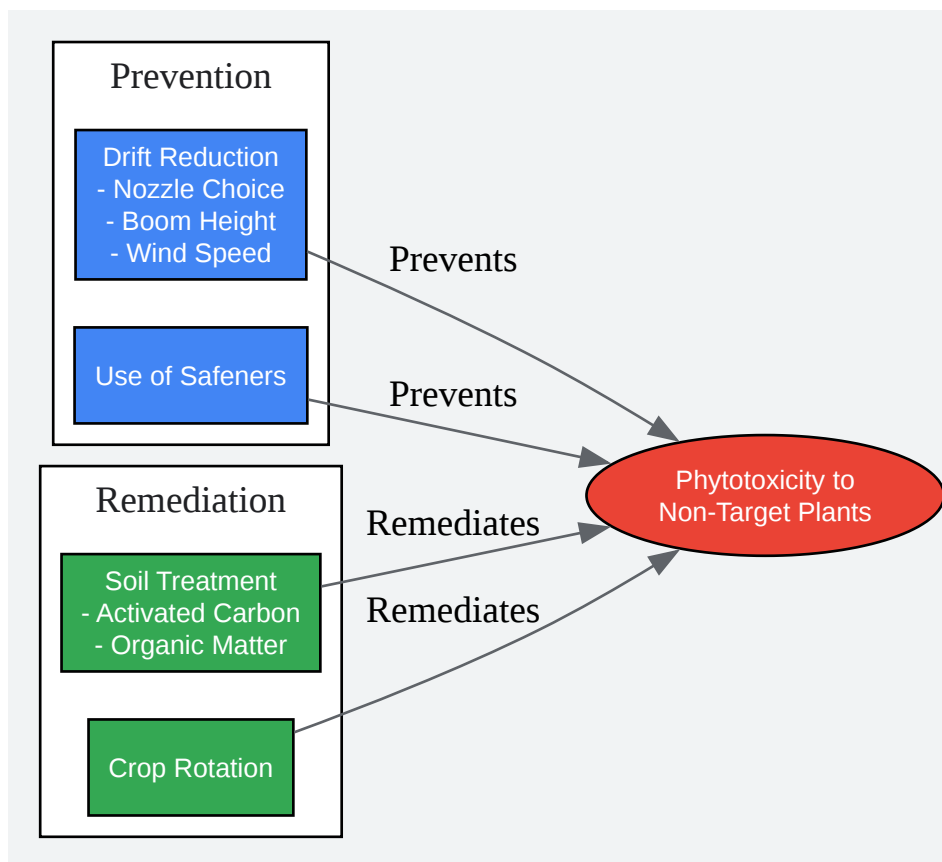 Prevention
Drift Reduction
- Nozzle Choice
- Boom Height
- Wind Speed
Use of Safeners
Prevents
Prevents
Remediation
Soil Treatment
- Activated Carbon
- Organic Matter
Crop Rotation
Remediates
Remediates
Phytotoxicity to
Non-Target Plants